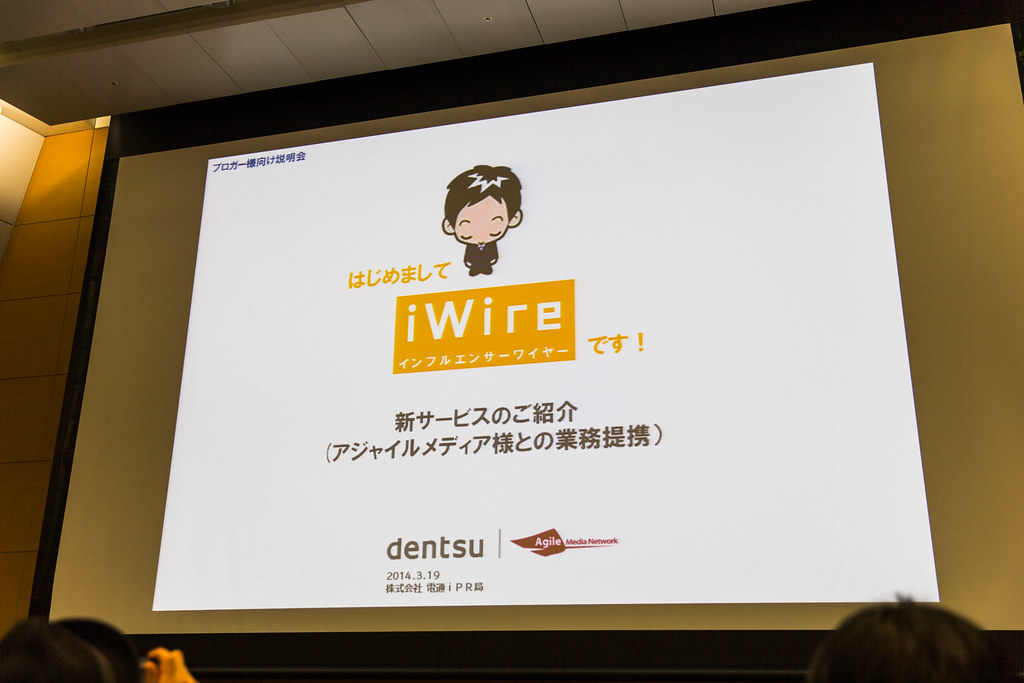 ブロガー様向け説明会
はじめまして
iWire
インフルエンサーワイヤー
です！
新サービスのご紹介
(アジャイルメディア様との業務提携)
dentsu
Agile Media Network
2014.3.19
株式会社 電通 ｉＰＲ局